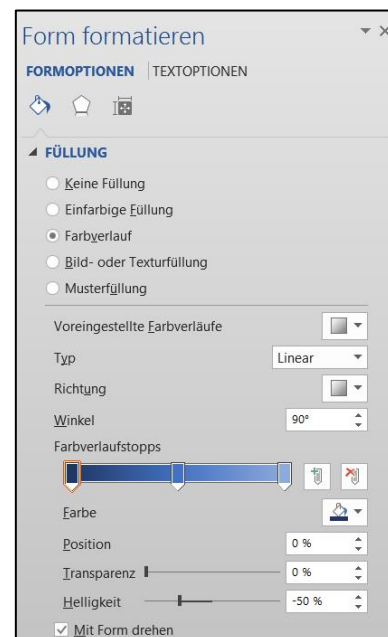 Form formatieren
FORMOPTIONEN TEXTOPTIONEN
FÜLLUNG
Keine Füllung
Einfarbige Füllung
Farbverlauf
Bild- oder Texturfüllung
Musterfüllung
Voreingestellte Farbverläufe
Typ Linear
Richtung
Winkel 90°
Farbverlaufstopps
Farbe
Position 0 %
Transparenz 0 %
Helligkeit -50 %
Mit Form drehen